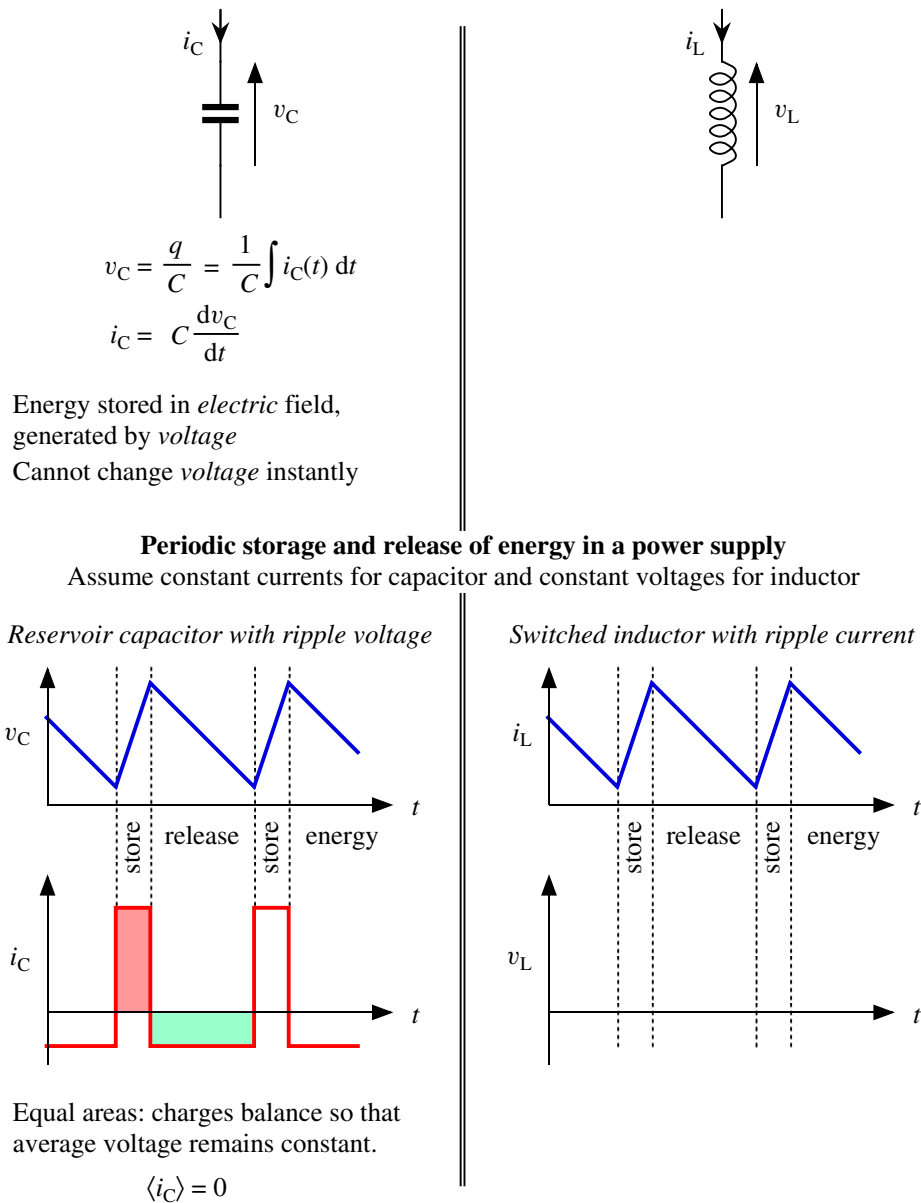 i_C
v_C
v_C = q/C = 1/C ∫ i_C(t) dt
i_C = C dv_C/dt
Energy stored in electric field,
generated by voltage
Cannot change voltage instantly
i_L
v_L
Periodic storage and release of energy in a power supply
Assume constant currents for capacitor and constant voltages for inductor
Reservoir capacitor with ripple voltage
v_C
t
store
release
store
energy
i_C
t
Equal areas: charges balance so that
average voltage remains constant.
⟨i_C⟩ = 0
Switched inductor with ripple current
i_L
t
store
release
store
energy
v_L
t